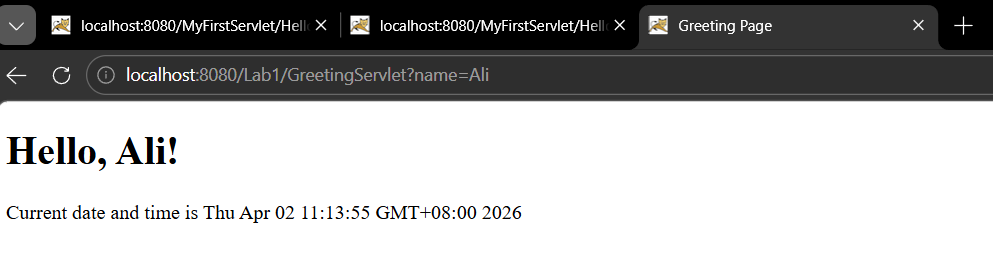 localhost:8080/MyFirstServlet/Hell
localhost:8080/MyFirstServlet/Hell
Greeting Page
localhost:8080/Lab1/GreetingServlet?name=Ali
Hello, Ali!
Current date and time is Thu Apr 02 11:13:55 GMT+08:00 2026